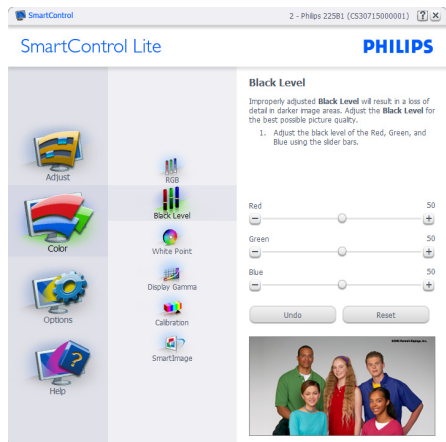 SmartControl
2 - Philips 225B1 (CS30715000001)
?
SmartControl Lite
PHILIPS
Adjust
Color
Options
Help
RGB
Black Level
White Point
Display Gamma
Calibration
SmartImage
Black Level
Improperly adjusted Black Level will result in a loss of
detail in darker image areas. Adjust the Black Level for
the best possible picture quality.
1. Adjust the black level of the Red, Green, and
Blue using the slider bars.
Red 50
Green 50
Blue 50
Undo Reset